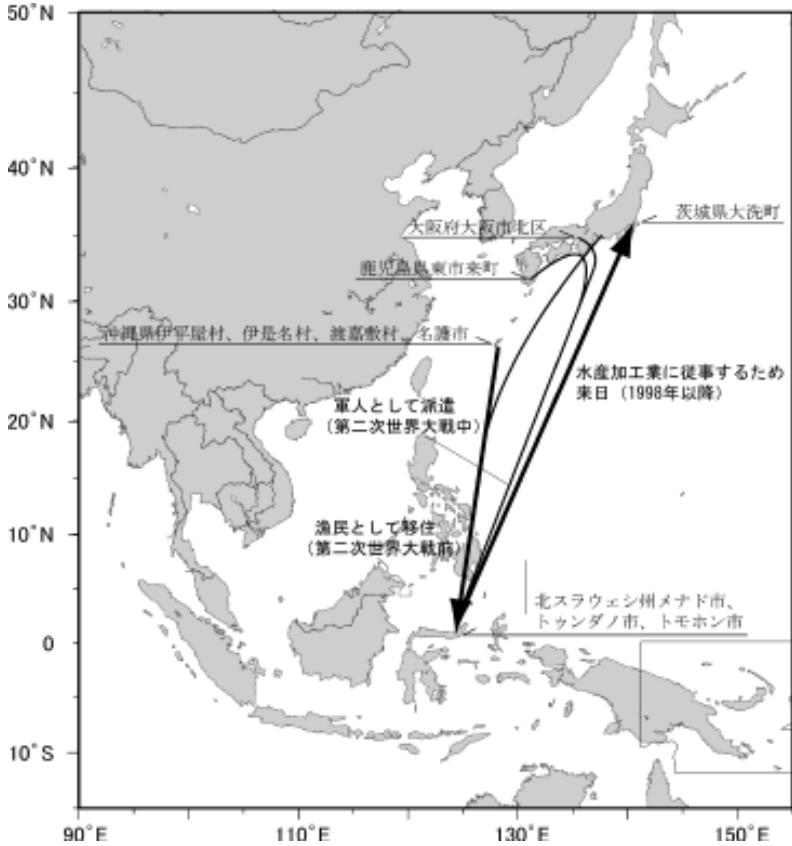 50°N
40°N
茨城県大洗町
大阪府大阪市北区
鹿児島県東市来町
30°N
沖縄県伊平屋村、伊是名村、渡嘉敷村、名護市
水産加工業に従事するため
来日（1998年以降）
軍人として派遣
（第二次世界大戦中）
20°N
漁民として移住
（第二次世界大戦前）
10°N
北スラウェシ州メナド市、
トゥンダノ市、トモホン市
0
10°S
90°E
110°E
130°E
150°E